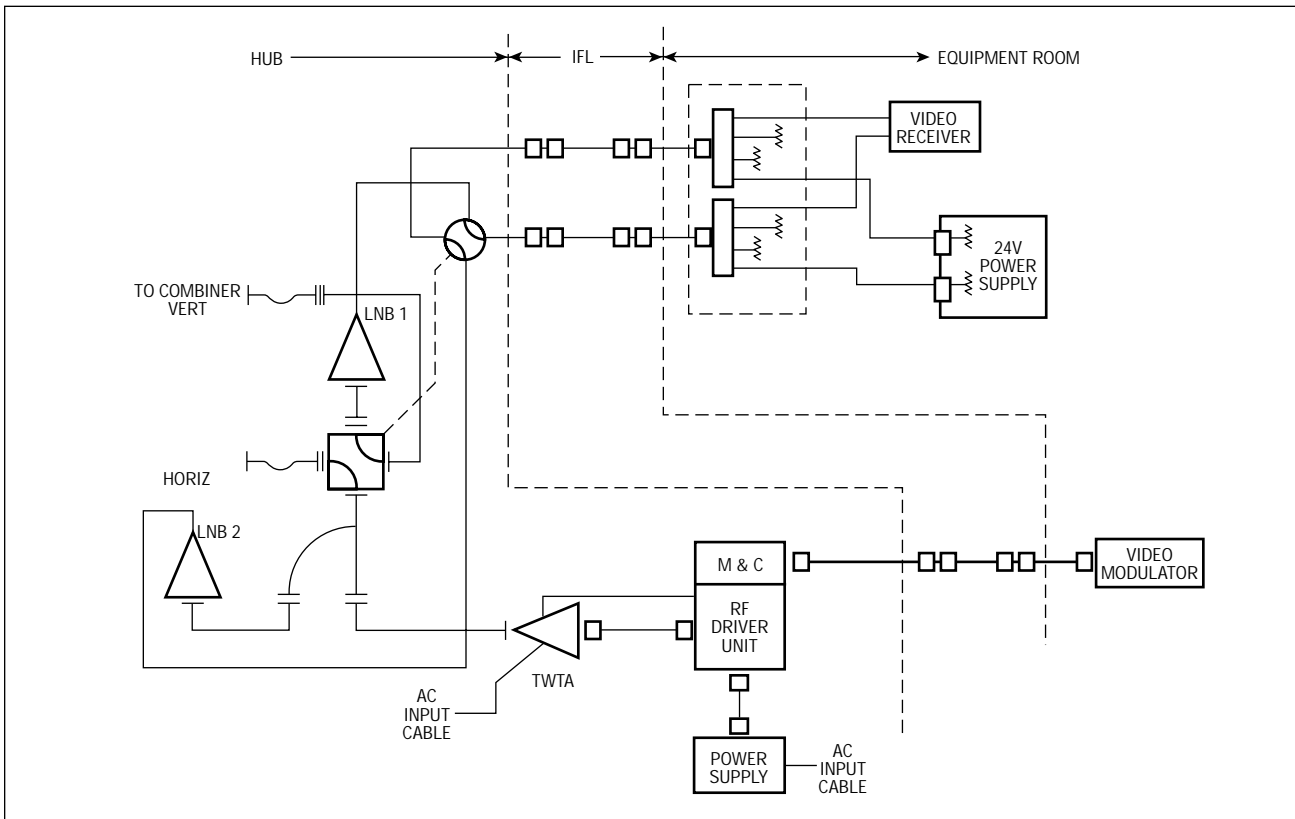 HUB
IFL
EQUIPMENT ROOM
VIDEO
RECEIVER
24V
POWER
SUPPLY
TO COMBINER
VERT
LNB 1
HORIZ
LNB 2
M & C
RF
DRIVER
UNIT
VIDEO
MODULATOR
TWTA
AC
INPUT
CABLE
POWER
SUPPLY
AC
INPUT
CABLE